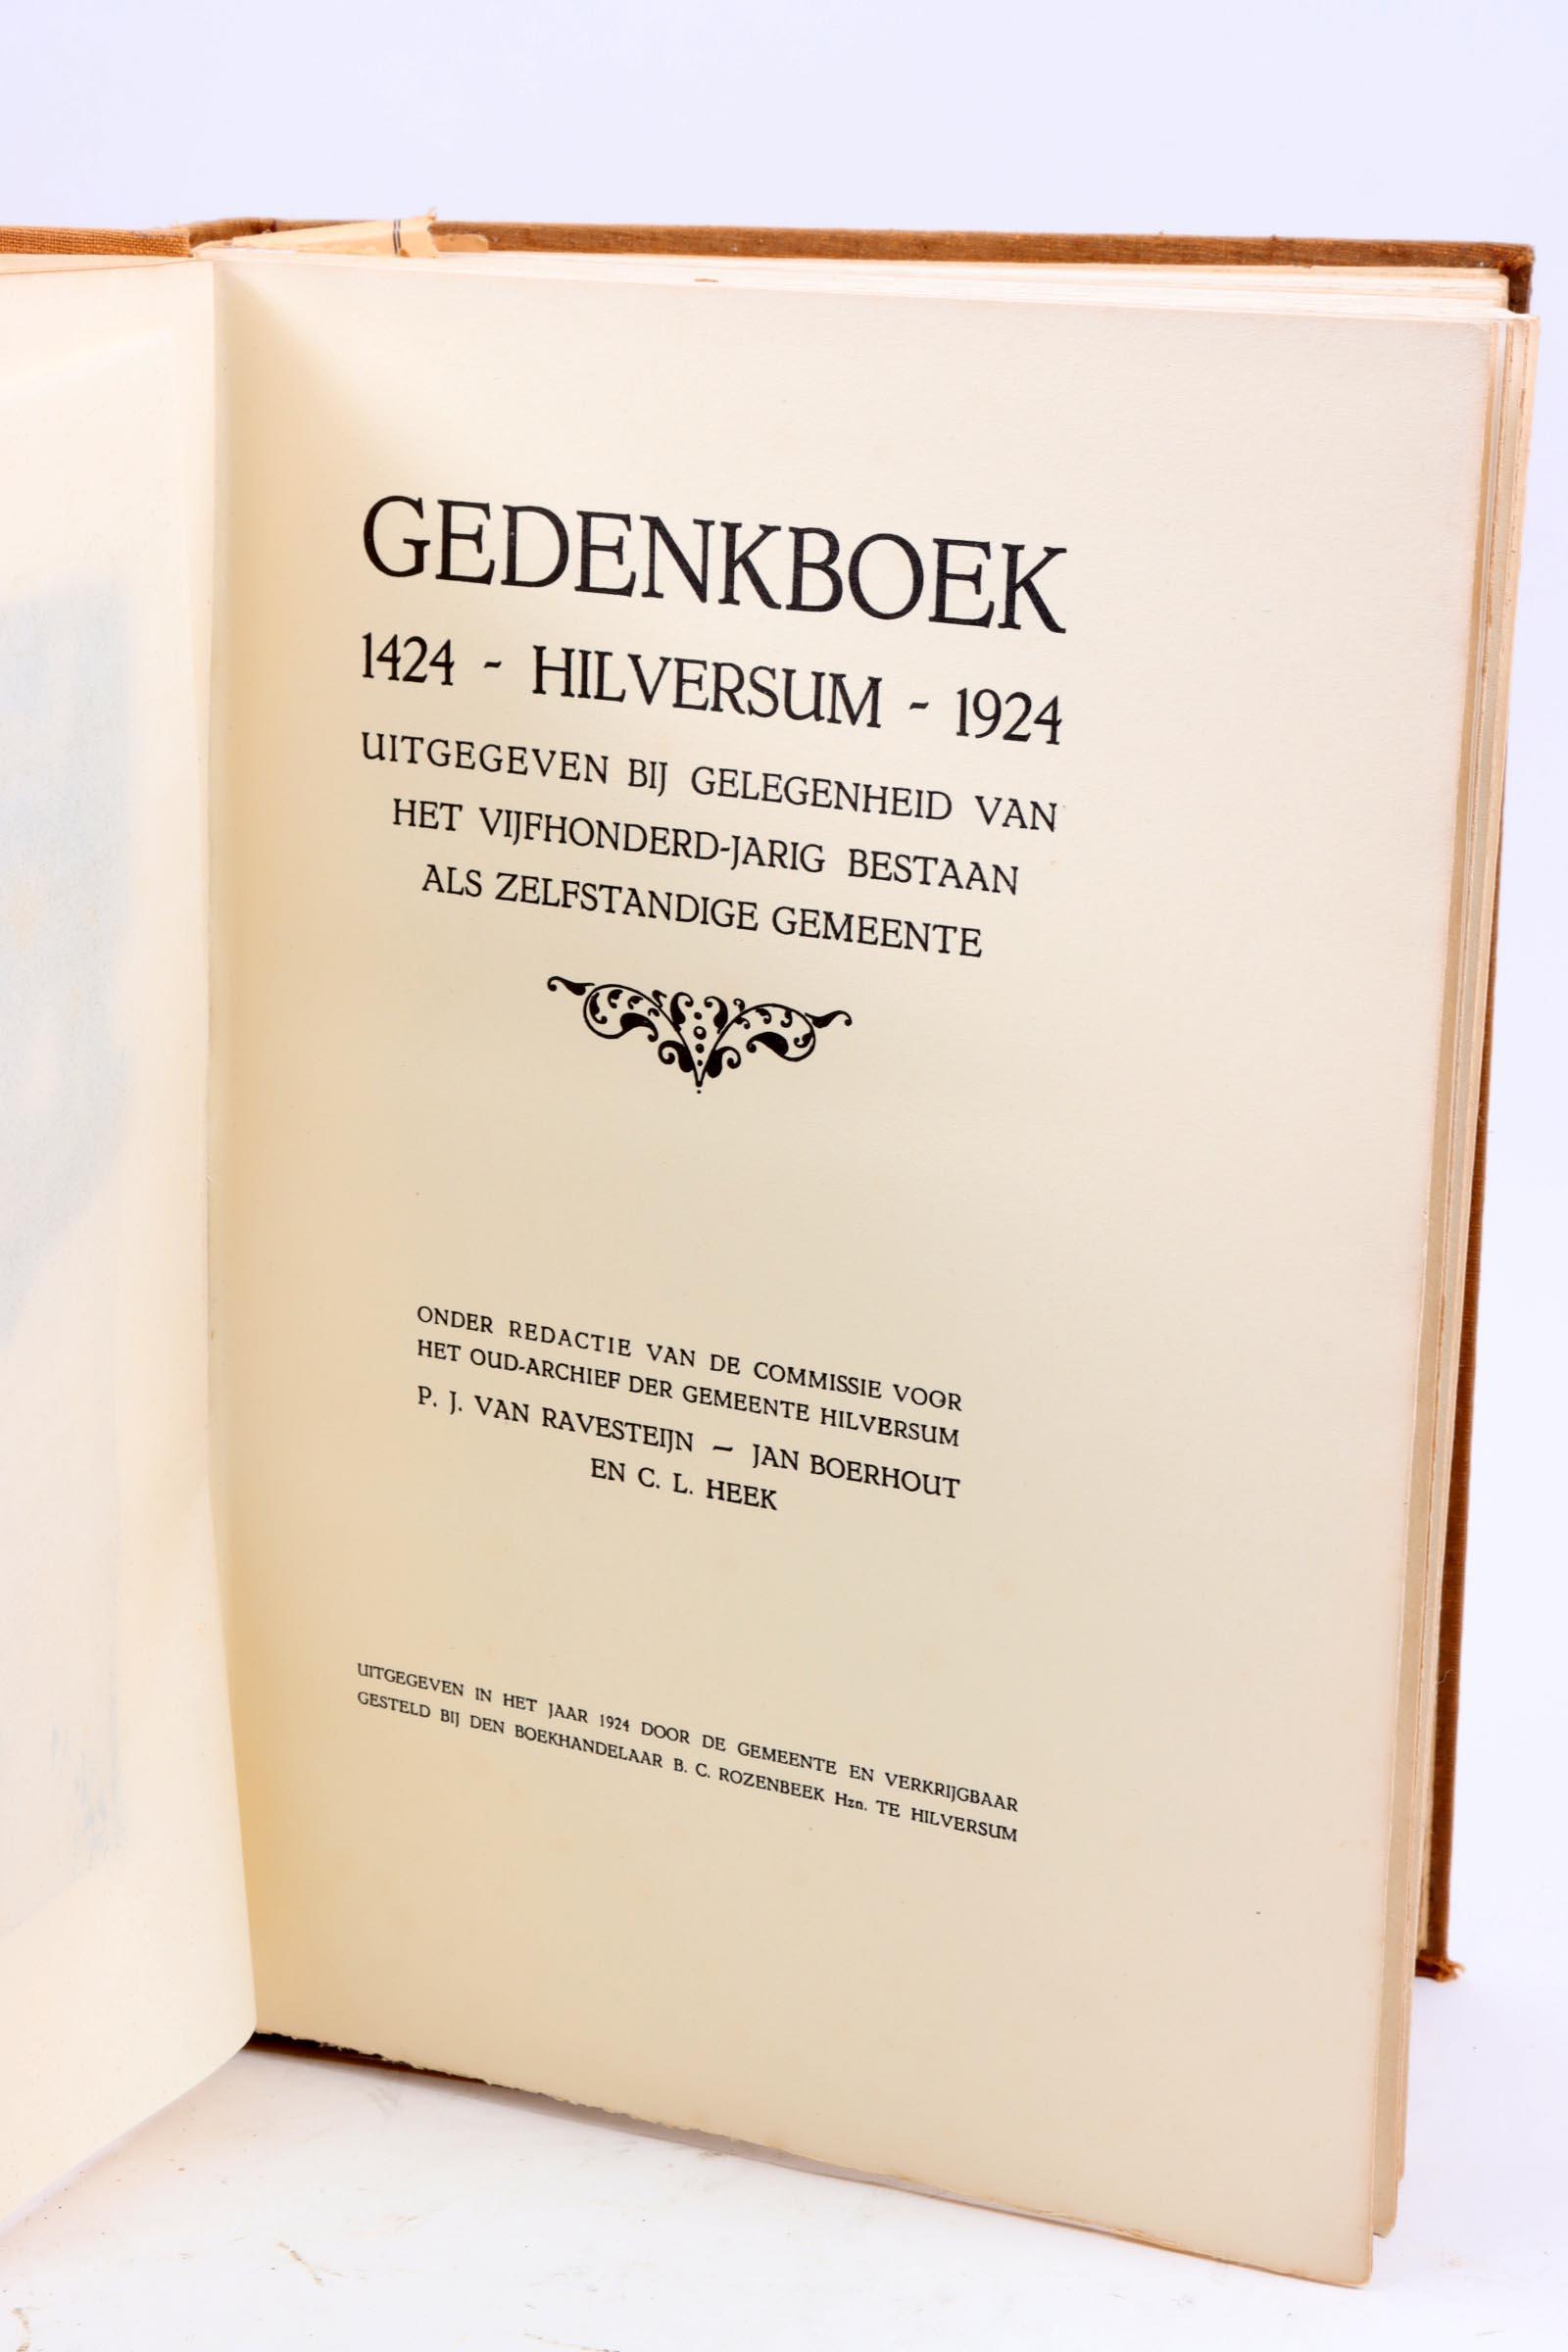 GEDENKBOEK
1424 - HILVERSUM - 1924
UITGEGEVEN BIJ GELEGENHEID VAN
HET VIJFHONDERD-JARIG BESTAAN
ALS ZELFSTANDIGE GEMEENTE
ONDER REDACTIE VAN DE COMMISSIE VOOR
HET OUD-ARCHIEF DER GEMEENTE HILVERSUM
P. J. VAN RAVESTEIJN – JAN BOERHOUT
EN C. L. HEEK
UITGEGEVEN IN HET JAAR 1924 DOOR DE GEMEENTE EN VERKRIJGBAAR
GESTELD BIJ DEN BOEKHANDELAAR B. C. ROZENBEEK Hzn. TE HILVERSUM